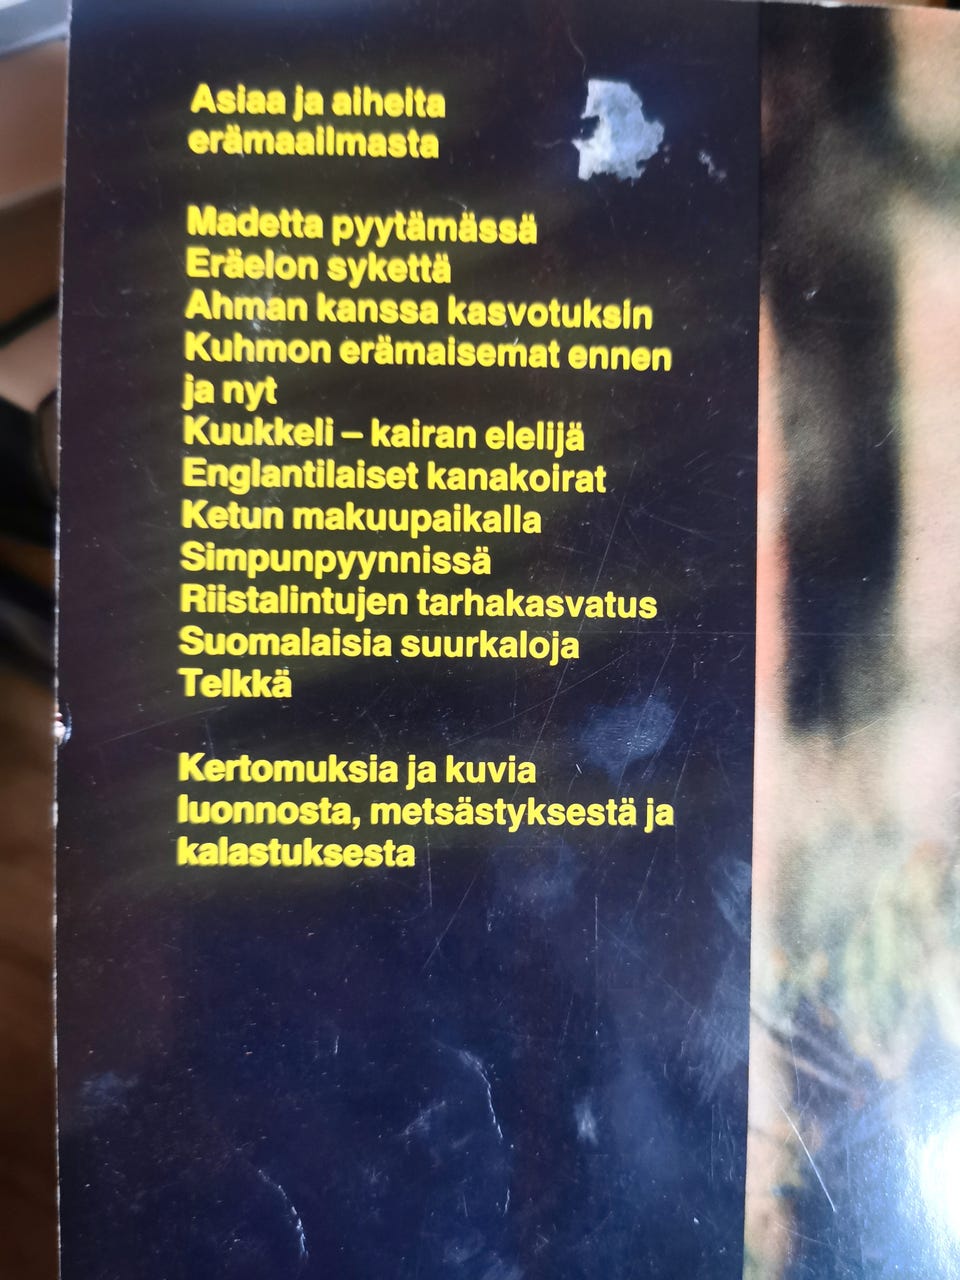 Asiaa ja aiheita
erämaailmasta
Madetta pyytämässä
Eräelon sykettä
Ahman kanssa kasvotuksin
Kuhmon erämaisemat ennen
ja nyt
Kuukkeli – kairan elelijä
Englantilaiset kanakoirat
Ketun makuupaikalla
Simpunpyynnissä
Riistalintujen tarhakasvatus
Suomalaisia suurkaloja
Telkkä
Kertomuksia ja kuvia
luonnosta, metsästyksestä ja
kalastuksesta